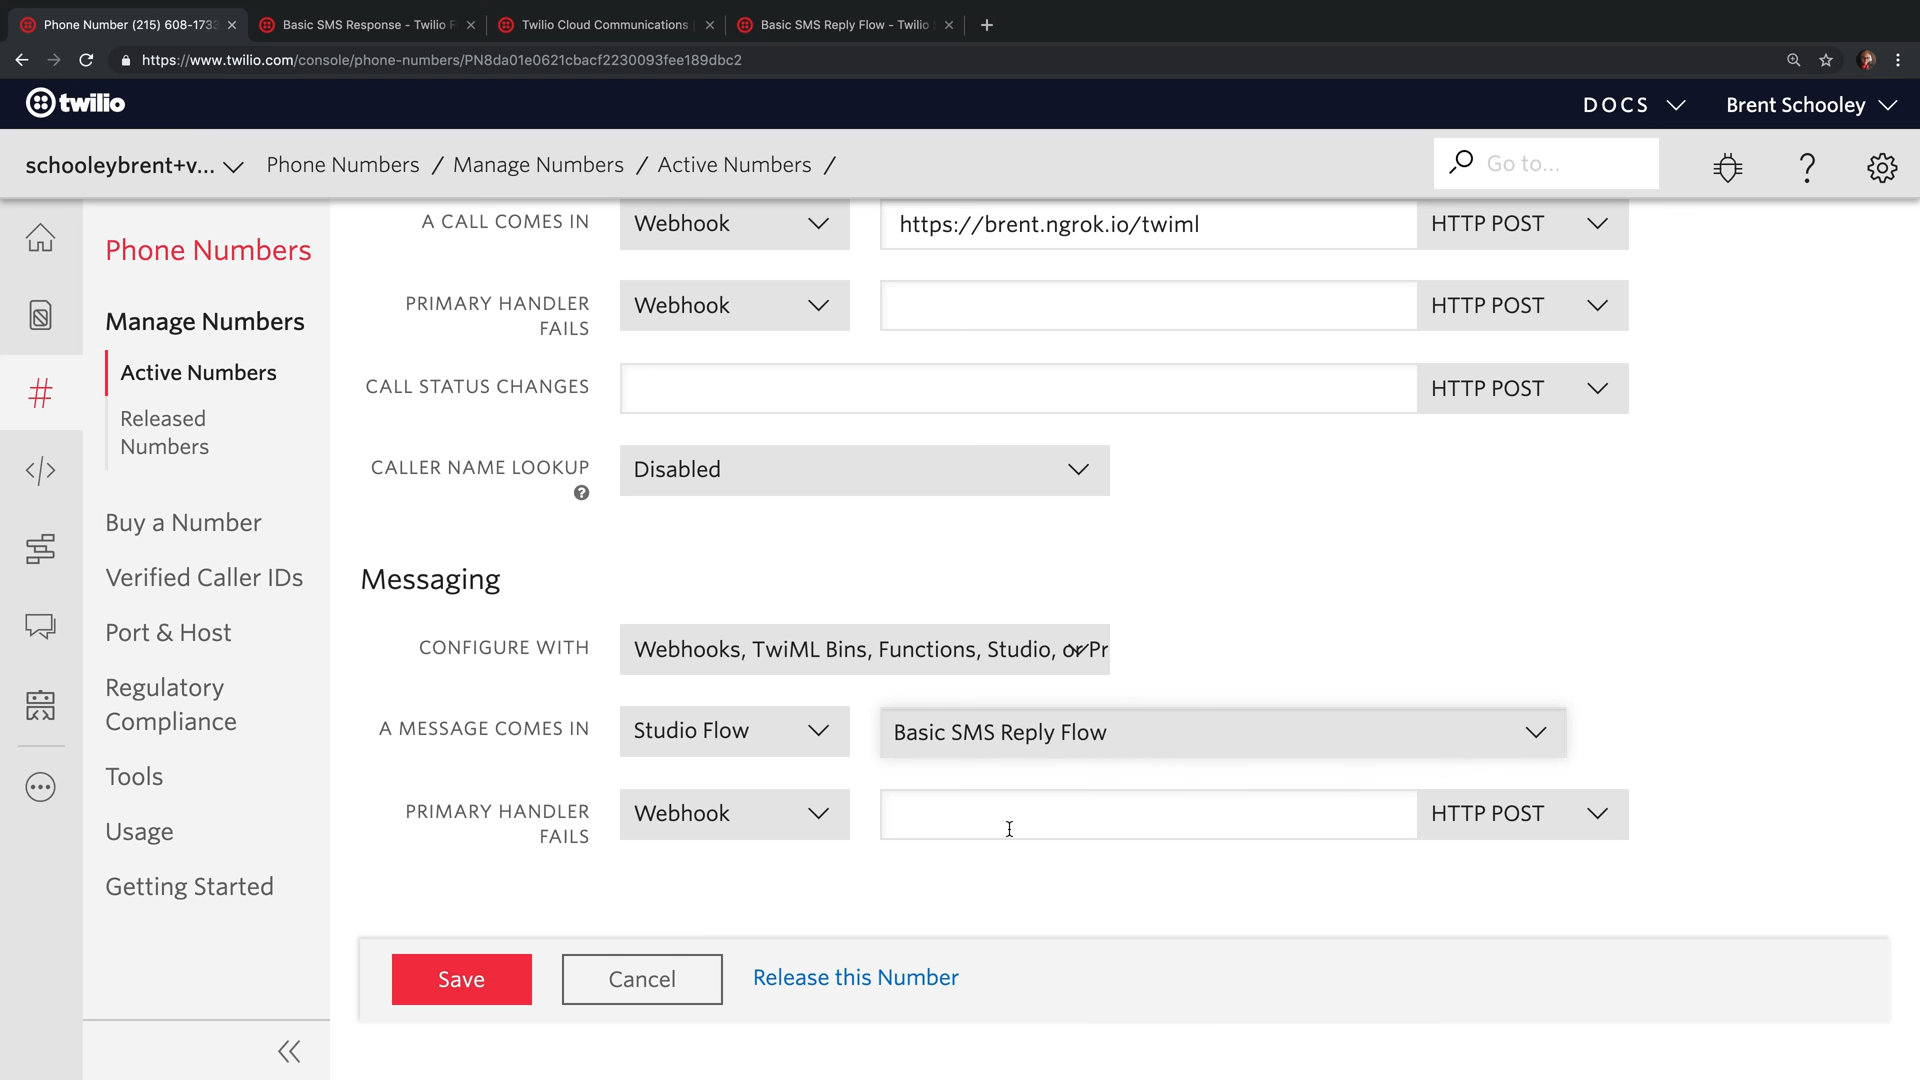 Phone Number (215) 608-1733
Basic SMS Response - Twilio F
Twilio Cloud Communications
Basic SMS Reply Flow - Twilio
https://www.twilio.com/console/phone-numbers/PN8da01e0621cbacf2230093fee189dbc2
twilio
DOCS
Brent Schooley
schooleybrent+v...
Phone Numbers / Manage Numbers / Active Numbers /
Go to...
Phone Numbers
Manage Numbers
Active Numbers
Released
Numbers
Buy a Number
Verified Caller IDs
Port & Host
Regulatory
Compliance
Tools
Usage
Getting Started
A CALL COMES IN
Webhook
https://brent.ngrok.io/twiml
HTTP POST
PRIMARY HANDLER
FAILS
Webhook
HTTP POST
CALL STATUS CHANGES
HTTP POST
CALLER NAME LOOKUP
Disabled
Messaging
CONFIGURE WITH
Webhooks, TwiML Bins, Functions, Studio, or Pr
A MESSAGE COMES IN
Studio Flow
Basic SMS Reply Flow
PRIMARY HANDLER
FAILS
Webhook
HTTP POST
Save
Cancel
Release this Number